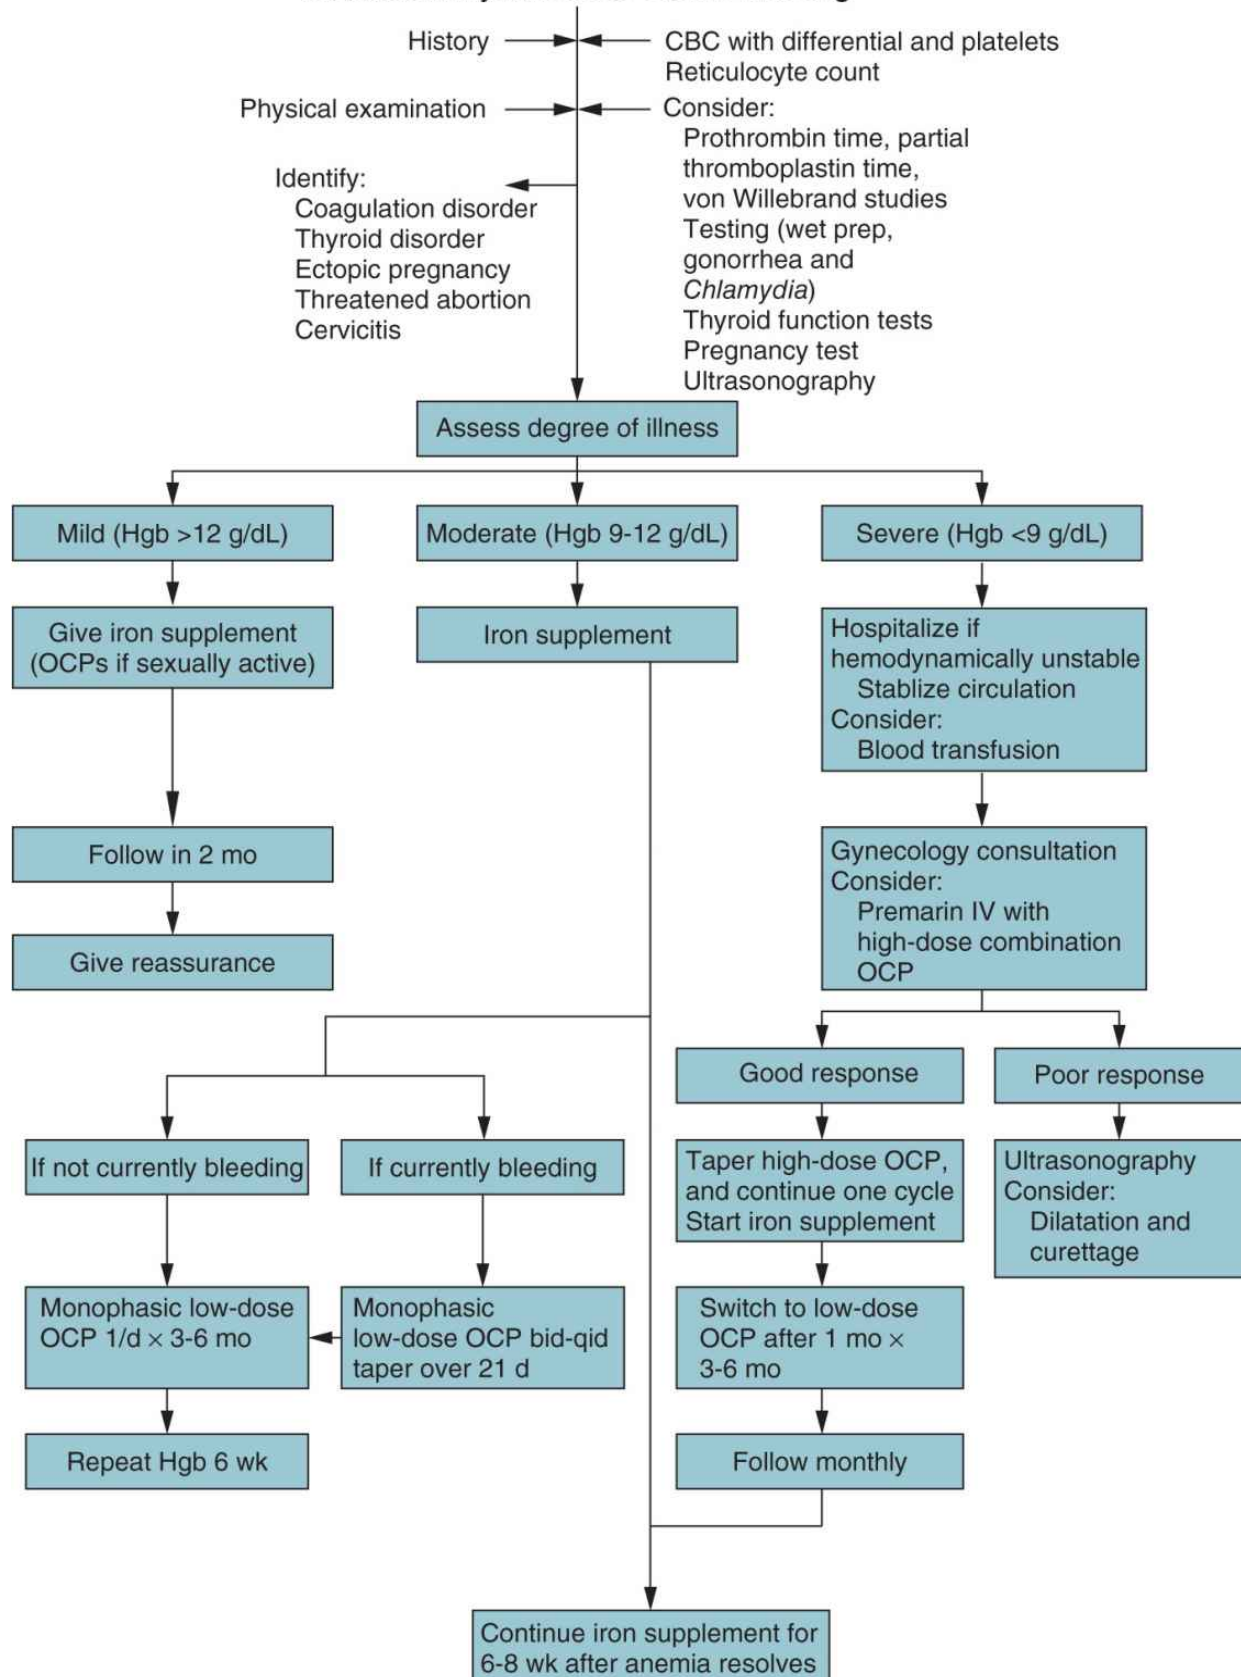 History
CBC with differential and platelets
Reticulocyte count
Physical examination
Consider:
Prothrombin time, partial
thromboplastin time,
von Willebrand studies
Testing (wet prep,
gonorrhea and
Chlamydia)
Thyroid function tests
Pregnancy test
Ultrasonography
Identify:
Coagulation disorder
Thyroid disorder
Ectopic pregnancy
Threatened abortion
Cervicitis
Assess degree of illness
Mild (Hgb >12 g/dL)
Moderate (Hgb 9-12 g/dL)
Severe (Hgb <9 g/dL)
Give iron supplement
(OCPs if sexually active)
Iron supplement
Hospitalize if
hemodynamically unstable
Stablize circulation
Consider:
Blood transfusion
Follow in 2 mo
Gynecology consultation
Consider:
Premarin IV with
high-dose combination
OCP
Give reassurance
Good response
Poor response
If not currently bleeding
If currently bleeding
Taper high-dose OCP,
and continue one cycle
Start iron supplement
Ultrasonography
Consider:
Dilatation and
curettage
Monophasic low-dose
OCP 1/d × 3-6 mo
Monophasic
low-dose OCP bid-qid
taper over 21 d
Switch to low-dose
OCP after 1 mo ×
3-6 mo
Repeat Hgb 6 wk
Follow monthly
Continue iron supplement for
6-8 wk after anemia resolves